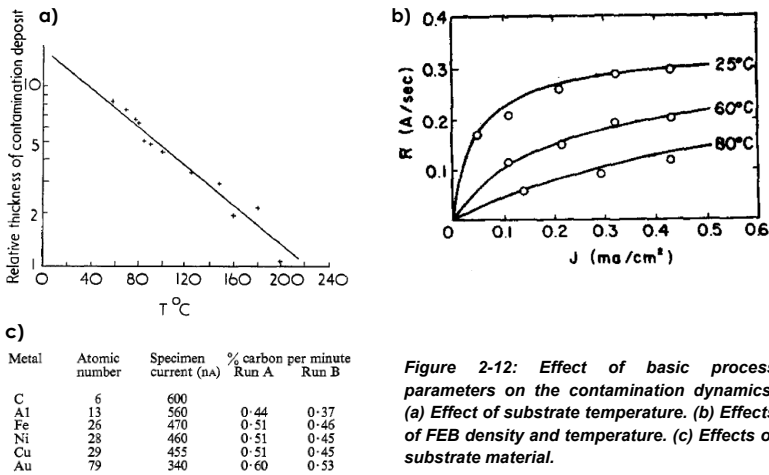 a)
Relative thickness of contamination deposit
10
5
2
1
0 40 80 120 160 200 240
T °C
b)
R (A/sec)
0.4
0.3
0.2
0.1
0 0.1 0.2 0.3 0.4 0.5 0.6
J (ma/cm²)
25°C
60°C
80°C
c)
Metal Atomic number Specimen current (nA) % carbon per minute
Run A Run B
C 6 600
Al 13 560 0·44 0·37
Fe 26 470 0·51 0·46
Ni 28 460 0·51 0·45
Cu 29 455 0·51 0·45
Au 79 340 0·60 0·53
Figure 2-12: Effect of basic process
parameters on the contamination dynamics
(a) Effect of substrate temperature. (b) Effects
of FEB density and temperature. (c) Effects o
substrate material.